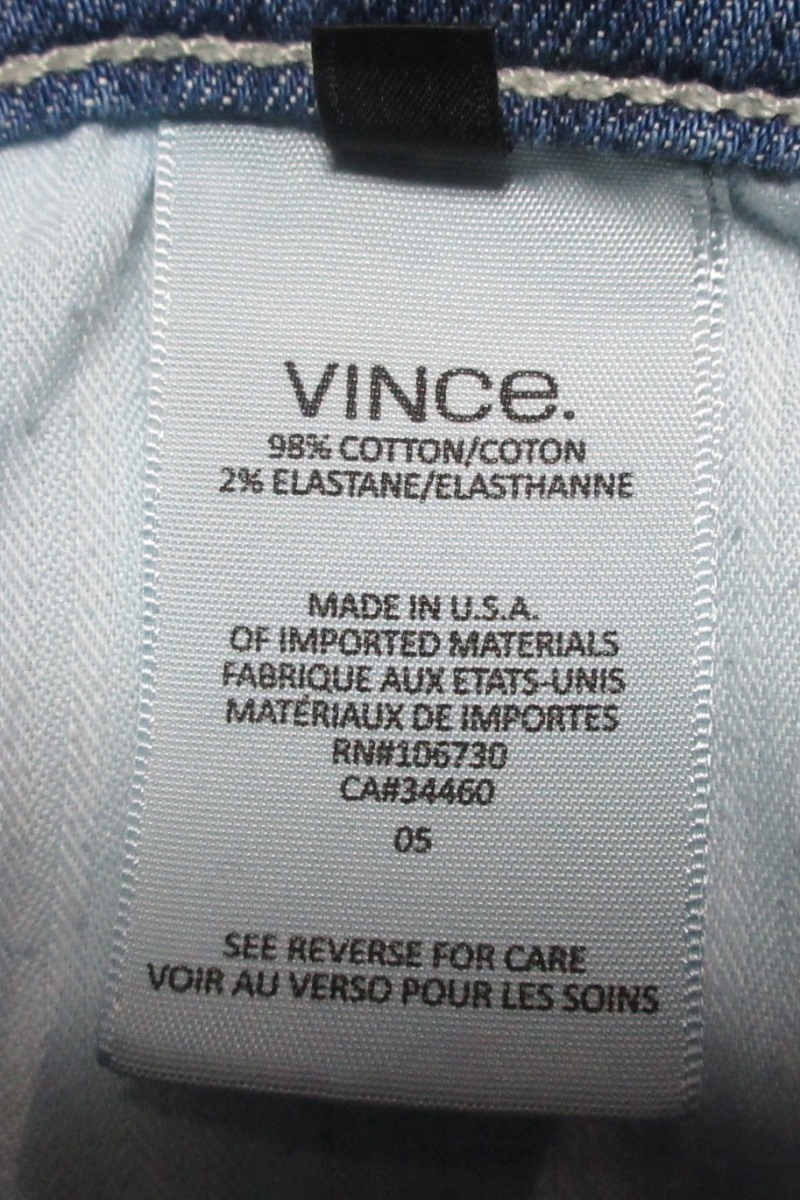 VINCe.
98% COTTON/COTON
2% ELASTANE/ELASTHANNE
MADE IN U.S.A.
OF IMPORTED MATERIALS
FABRIQUE AUX ETATS-UNIS
MATÉRIAUX DE IMPORTES
RN#106730
CA#34460
05
SEE REVERSE FOR CARE
VOIR AU VERSO POUR LES SOINS